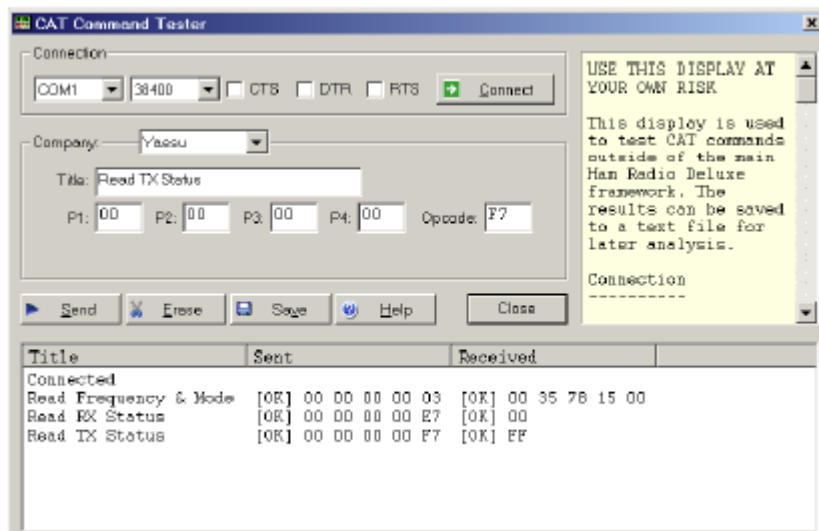 CAT Command Tester
Connection
COM1 38400 CTS DTR RTS Connect
Company: Yaesu
Title: Read TX Status
P1: 00 P2: 00 P3: 00 P4: 00 Opcode: F7
Send Erase Save Help Close
USE THIS DISPLAY AT
YOUR OWN RISK
This display is used
to test CAT commands
outside of the main
Ham Radio Deluxe
framework. The
results can be saved
to a text file for
later analysis.
Connection
----------
Title Sent Received
Connected
Read Frequency & Mode [OK] 00 00 00 00 03 [OK] 00 35 78 15 00
Read RX Status [OK] 00 00 00 00 E7 [OK] 00
Read TX Status [OK] 00 00 00 00 F7 [OK] FF